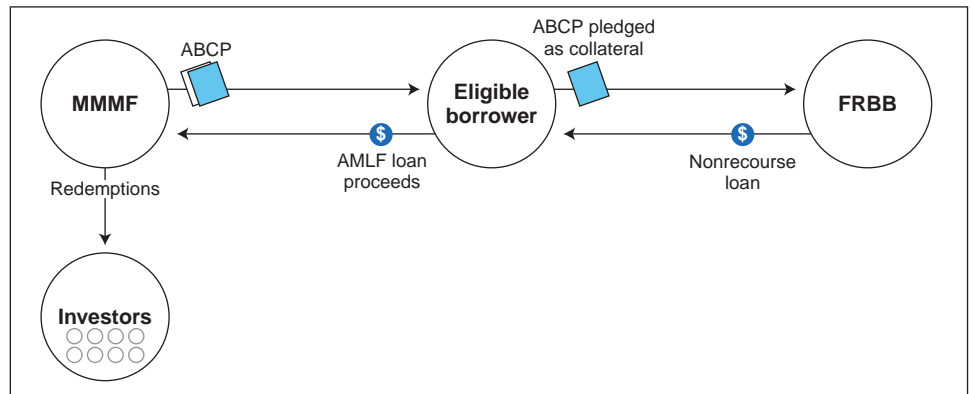 ABCP
ABCP pledged
as collateral
MMMF
Eligible
borrower
FRBB
$
$
AMLF loan
proceeds
Nonrecourse
loan
Redemptions
Investors